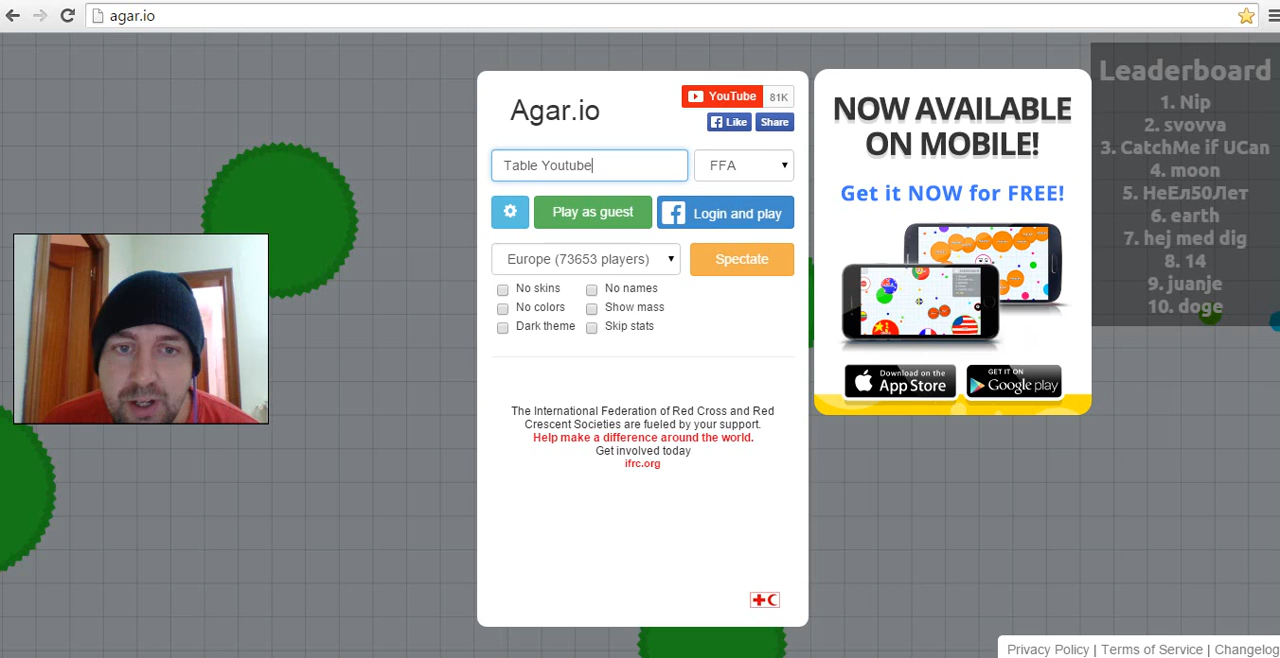 agar.io
Agar.io
YouTube 81K
Like Share
Table Youtube
FFA
Play as guest
Login and play
Europe (73653 players)
Spectate
No skins No names
No colors Show mass
Dark theme Skip stats
The International Federation of Red Cross and Red
Crescent Societies are fueled by your support.
Help make a difference around the world.
Get involved today
ifrc.org
NOW AVAILABLE
ON MOBILE!
Get it NOW for FREE!
Download on the
App Store
GET IT ON
Google play
Leaderboard
1. Nip
2. svovva
3. CatchMe if UCan
4. moon
5. НеЕл50Лет
6. earth
7. hej med dig
8. 14
9. juanje
10. doge
Privacy Policy | Terms of Service | Changelog